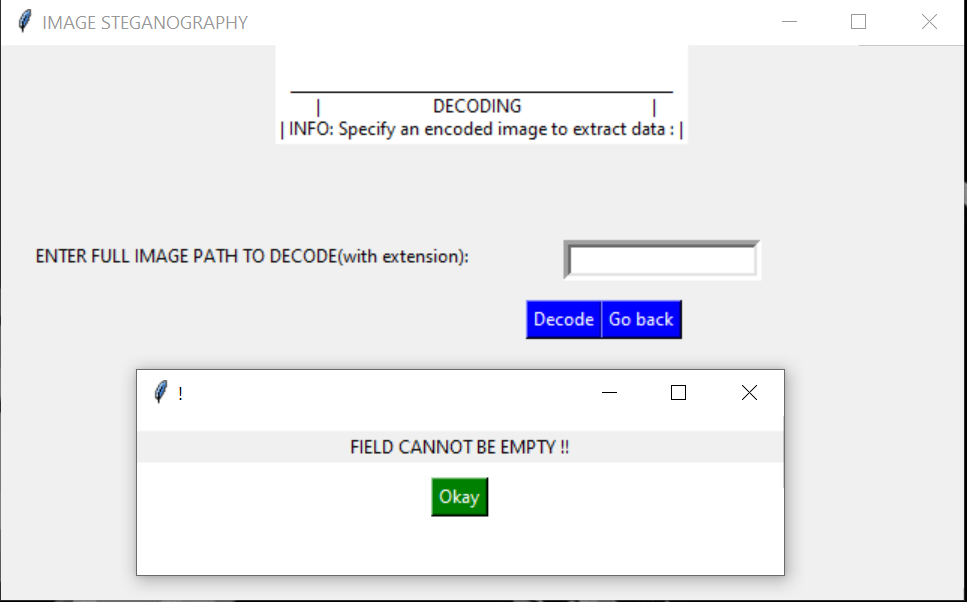 IMAGE STEGANOGRAPHY
| DECODING |
| INFO: Specify an encoded image to extract data : |
ENTER FULL IMAGE PATH TO DECODE(with extension):
Decode Go back
!
FIELD CANNOT BE EMPTY !!
Okay